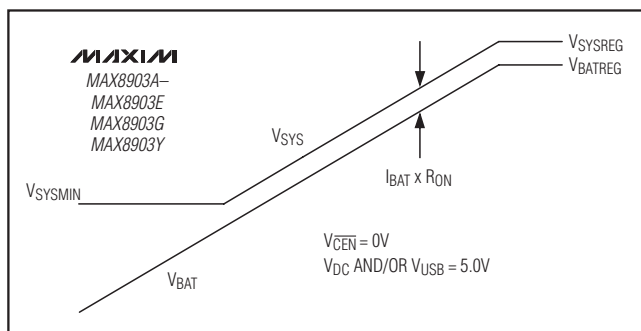 MAXIM
MAX8903A–
MAX8903E
MAX8903G
MAX8903Y
VSYSREG
VBATREG
VSYS
IBAT x RON
VSYSMIN
VCEN = 0V
VDC AND/OR VUSB = 5.0V
VBAT